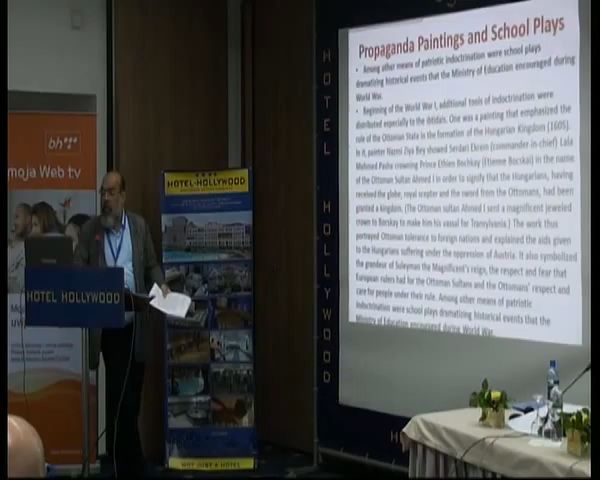 Propaganda Paintings and School Plays
• Among other means of patriotic indoctrination were school plays
dramatizing historical events that the Ministry of Education encouraged during
World War.
• Beginning of the World War I, additional tools of indoctrination were
distributed especially to the ibtidais. One was a painting that emphasized the
role of the Ottoman State in the formation of the Hungarian Kingdom (1605).
In it, painter Nazmi Ziya Bey showed Serdarı Ekrem (commander-in chief) Lala
Mehmed Pasha crowning Prince Ethien Bochkay (Etienne Bocskai) in the name
of the Ottoman sultan Ahmed I in order to signify that the Hungarians, having
received the globe, royal scepter and the sword from the Ottomans, had been
granted a kingdom. (The Ottoman sultan Ahmed I sent a magnificent jeweled
crown to Borskay to make him his vassal for Transylvania.) The work thus
portrayed Ottoman tolerance to foreign nations and explained the aids given
to the Hungarians suffering under the oppression of Austria. It also symbolized
the grandeur of Suleyman the Magnificent's reign, the respect and fear that
European rulers had for the Ottoman Sultans and the Ottomans' respect and
care for people under their rule. Among other means of patriotic
indoctrination were school plays dramatizing historical events that the
Ministry of Education encouraged during World War.
HOTEL HOLLYWOOD
bh
moja Web tv
HOTEL-HOLLYWOOD
HOTEL HOLLYWOOD
NOT JUST A HOTEL